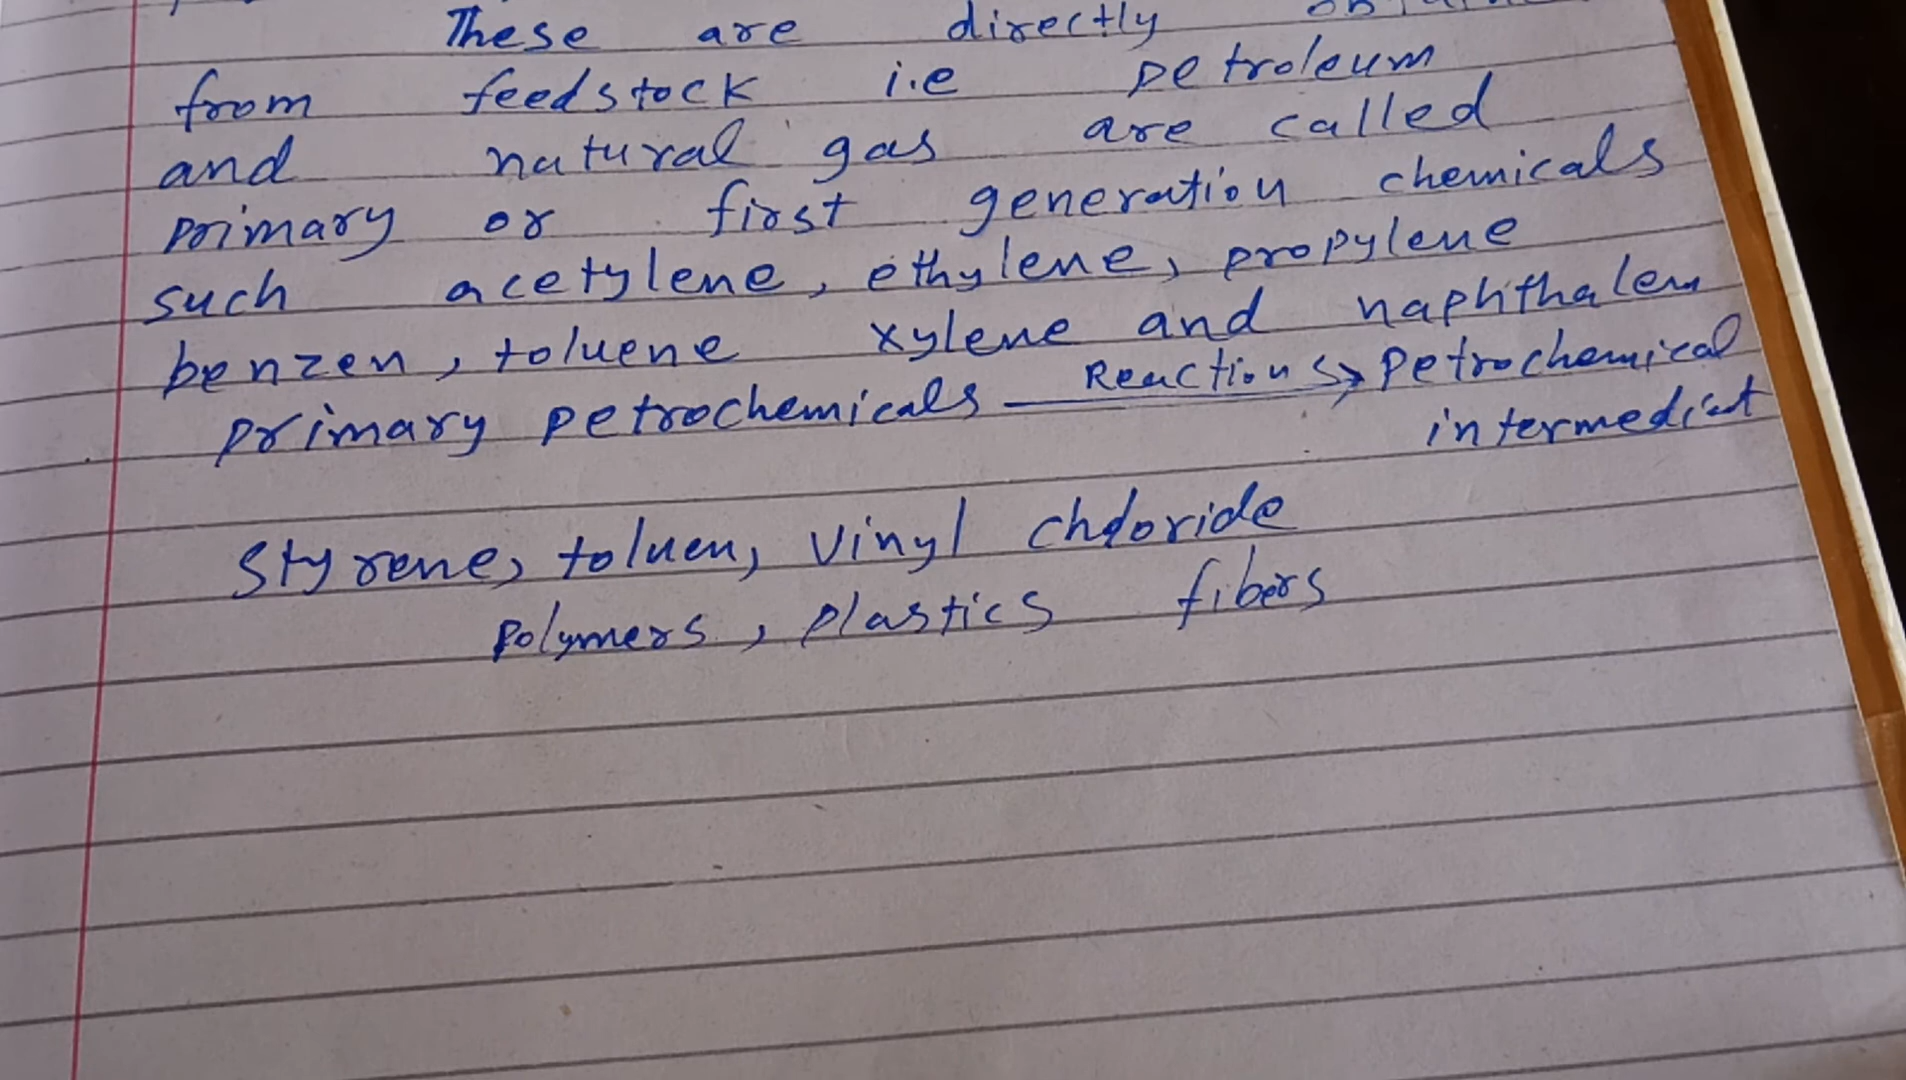 These are directly
from feedstock i.e petroleum
and natural gas are called
primary or first generation chemicals
such acetylene, ethylene, propylene
benzen, toluene xylene and naphthalen
primary petrochemicals Reactions → petrochemical
intermediat
Styrene, toluen, vinyl chloride
polymers, plastics fibers